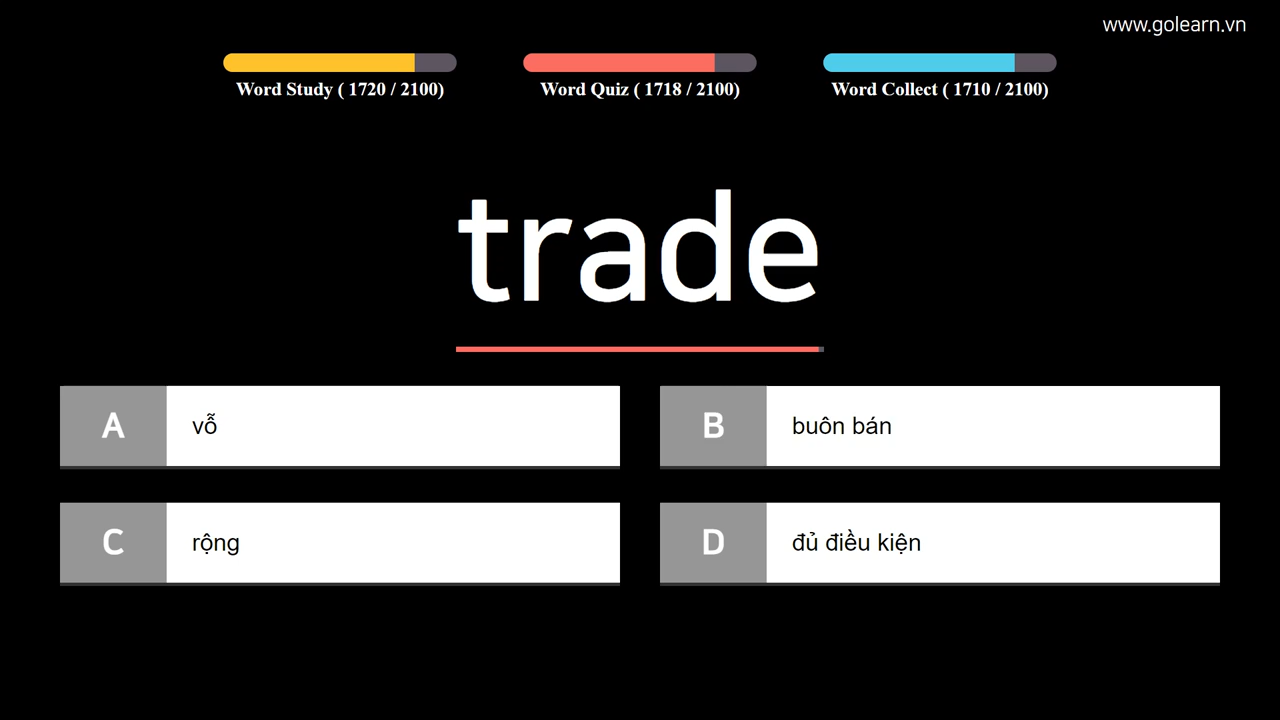 www.golearn.vn
Word Study ( 1720 / 2100)
Word Quiz ( 1718 / 2100)
Word Collect ( 1710 / 2100)
trade
A vỗ
B buôn bán
C rộng
D đủ điều kiện